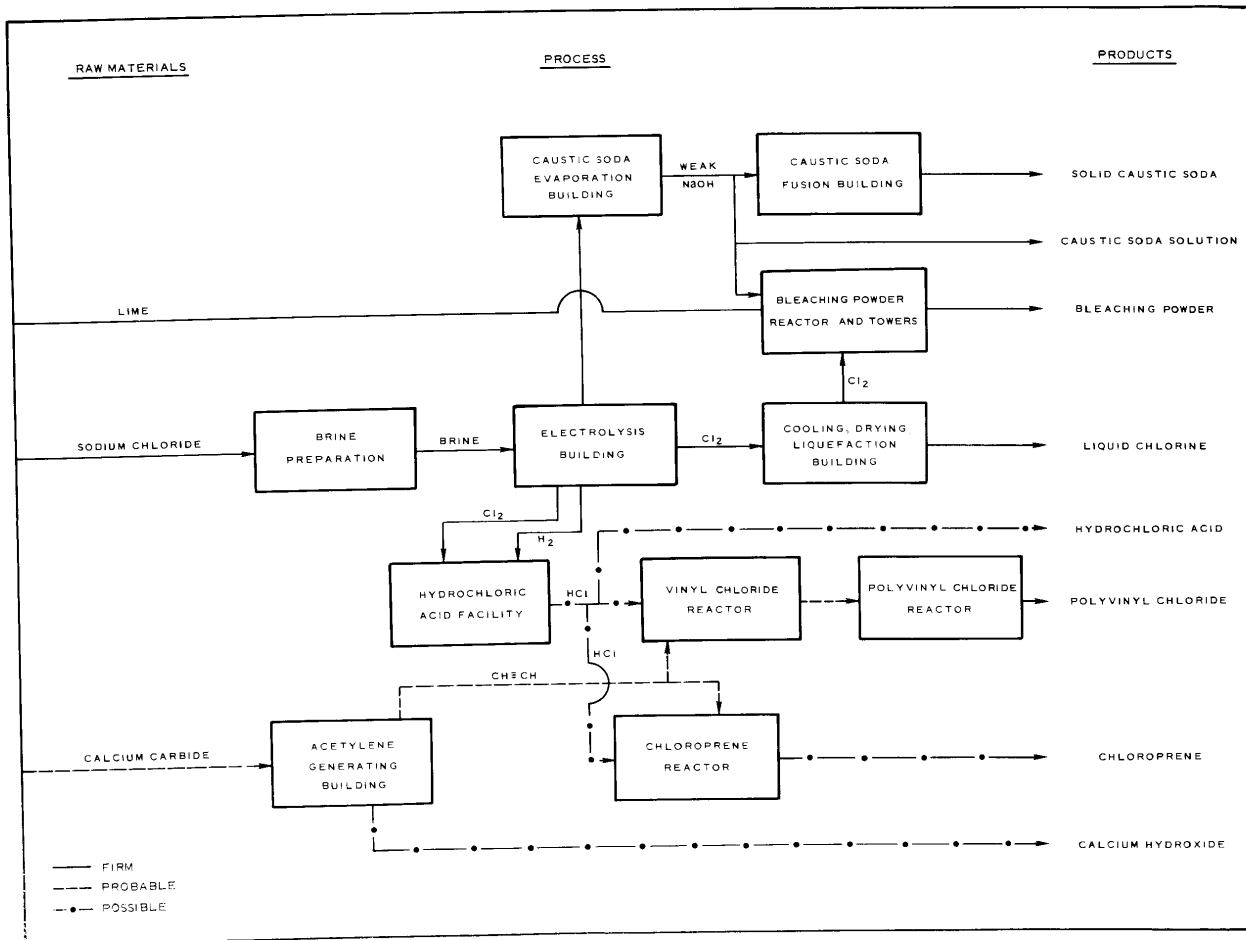 RAW MATERIALS
PROCESS
PRODUCTS
CAUSTIC SODA
EVAPORATION
BUILDING
WEAK
NaOH
CAUSTIC SODA
FUSION BUILDING
SOLID CAUSTIC SODA
CAUSTIC SODA SOLUTION
LIME
BLEACHING POWDER
REACTOR AND TOWERS
BLEACHING POWDER
Cl2
SODIUM CHLORIDE
BRINE
PREPARATION
BRINE
ELECTROLYSIS
BUILDING
Cl2
COOLING, DRYING
LIQUEFACTION
BUILDING
LIQUID CHLORINE
Cl2
H2
HYDROCHLORIC ACID
HYDROCHLORIC
ACID FACILITY
HCl
VINYL CHLORIDE
REACTOR
POLYVINYL CHLORIDE
REACTOR
POLYVINYL CHLORIDE
HCl
CH≡CH
CALCIUM CARBIDE
ACETYLENE
GENERATING
BUILDING
CHLOROPRENE
REACTOR
CHLOROPRENE
CALCIUM HYDROXIDE
FIRM
PROBABLE
POSSIBLE